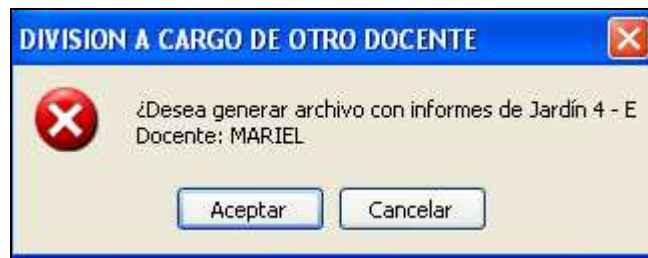 DIVISION A CARGO DE OTRO DOCENTE
¿Desea generar archivo con informes de Jardín 4 - E
Docente: MARIEL
Aceptar
Cancelar